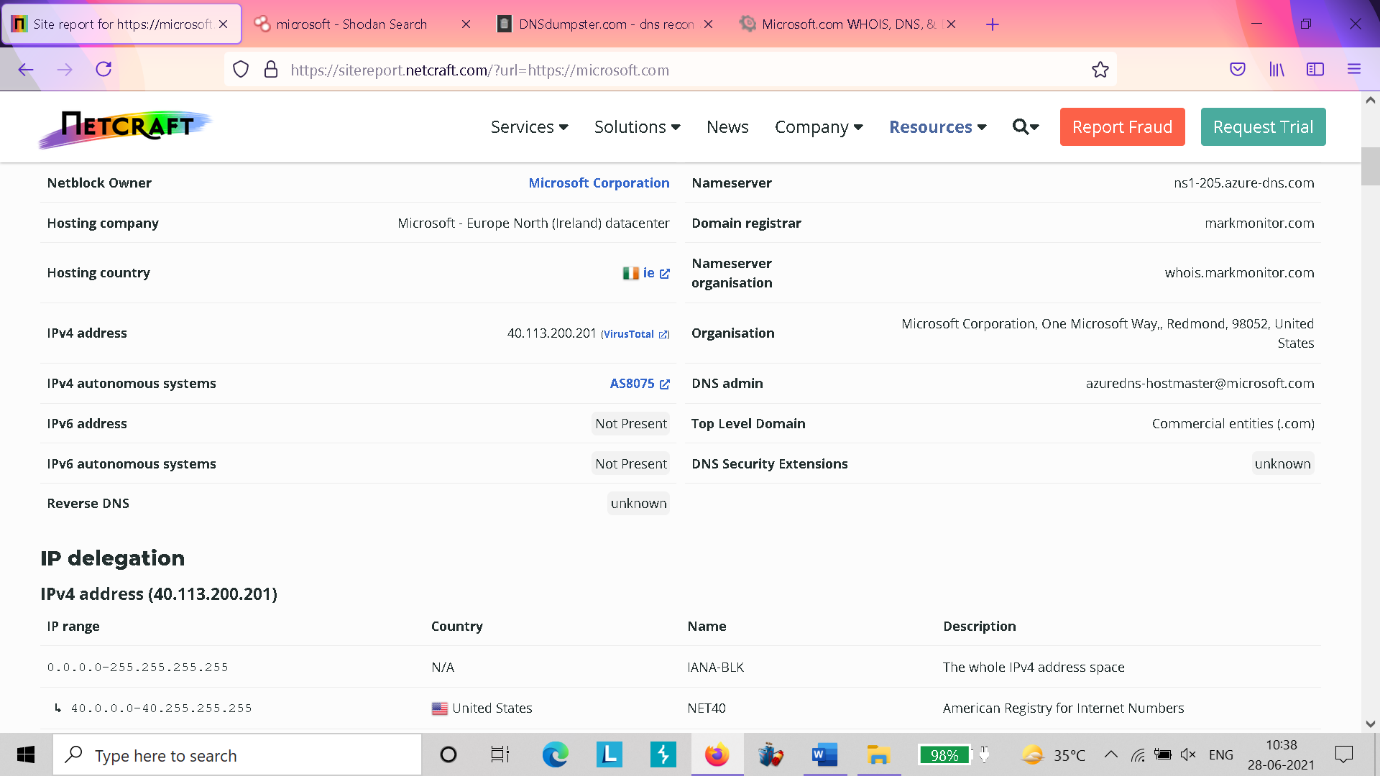 Site report for https://microsoft
microsoft - Shodan Search
DNSdumpster.com - dns recon
Microsoft.com WHOIS, DNS, &
https://sitereport.netcraft.com/?url=https://microsoft.com
NETCRAFT
Services
Solutions
News
Company
Resources
Report Fraud
Request Trial
Netblock Owner Microsoft Corporation
Nameserver ns1-205.azure-dns.com
Hosting company Microsoft - Europe North (Ireland) datacenter
Domain registrar markmonitor.com
Hosting country ie
Nameserver
organisation
whois.markmonitor.com
IPv4 address 40.113.200.201 (VirusTotal )
Organisation
Microsoft Corporation, One Microsoft Way,, Redmond, 98052, United
States
IPv4 autonomous systems AS8075
DNS admin azuredns-hostmaster@microsoft.com
IPv6 address Not Present
Top Level Domain Commercial entities (.com)
IPv6 autonomous systems Not Present
DNS Security Extensions unknown
Reverse DNS unknown
IP delegation
IPv4 address (40.113.200.201)
IP range Country Name Description
0.0.0.0-255.255.255.255 N/A IANA-BLK The whole IPv4 address space
↳ 40.0.0.0-40.255.255.255 United States NET40 American Registry for Internet Numbers
Type here to search
L
W
98%
35°C
ENG
10:38
28-06-2021